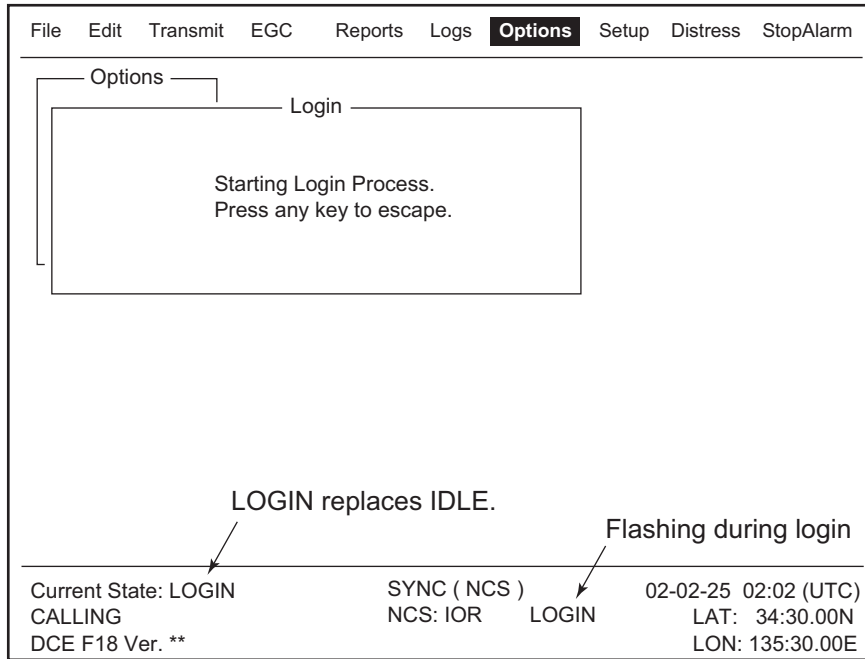 File Edit Transmit EGC Reports Logs Options Setup Distress StopAlarm
Options
Login
Starting Login Process.
Press any key to escape.
LOGIN replaces IDLE.
Flashing during login
Current State: LOGIN SYNC ( NCS ) 02-02-25 02:02 (UTC)
CALLING NCS: IOR LOGIN LAT: 34:30.00N
DCE F18 Ver. ** LON: 135:30.00E